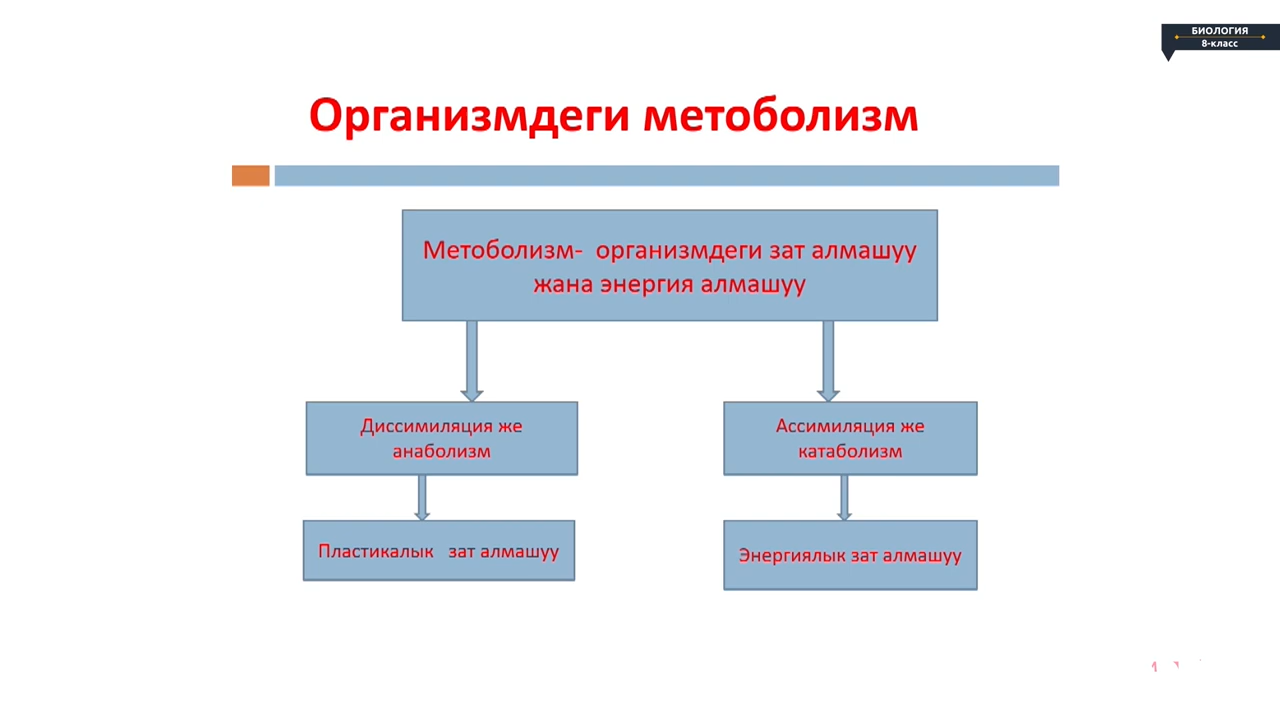 БИОЛОГИЯ
8-класс
Организмдеги метоболизм
Метоболизм- организмдеги зат алмашуу
жана энергия алмашуу
Диссимиляция же
анаболизм
Ассимиляция же
катаболизм
Пластикалык зат алмашуу
Энергиялык зат алмашуу